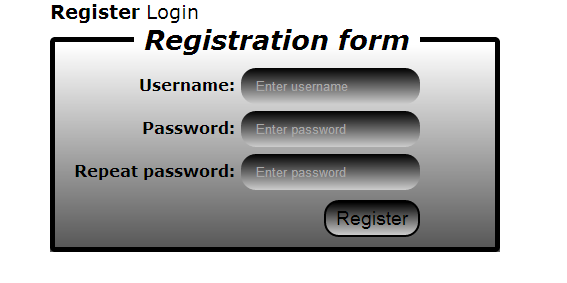 Register Login
Registration form
Username: Enter username
Password: Enter password
Repeat password: Enter password
Register